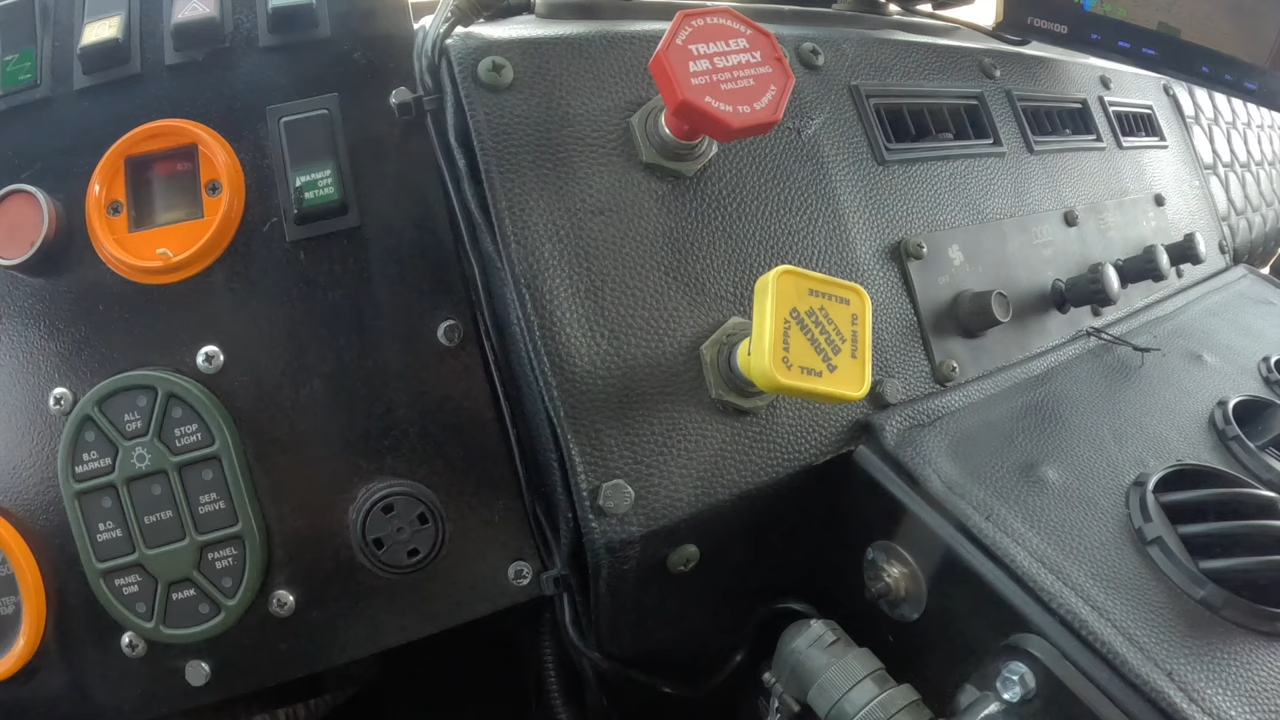 ROOKOO
PULL TO EXHAUST
TRAILER
AIR SUPPLY
NOT FOR PARKING
HALDEX
PUSH TO SUPPLY
WARMUP
OFF
RETARD
PULL
TO APPLY
PARKING
BRAKE
HALDEX
PUSH TO
RELEASE
OFF
ALL
OFF
STOP
LIGHT
B.O.
MARKER
B.O.
DRIVE
ENTER
SER.
DRIVE
PANEL
DIM
PARK
PANEL
BRT.